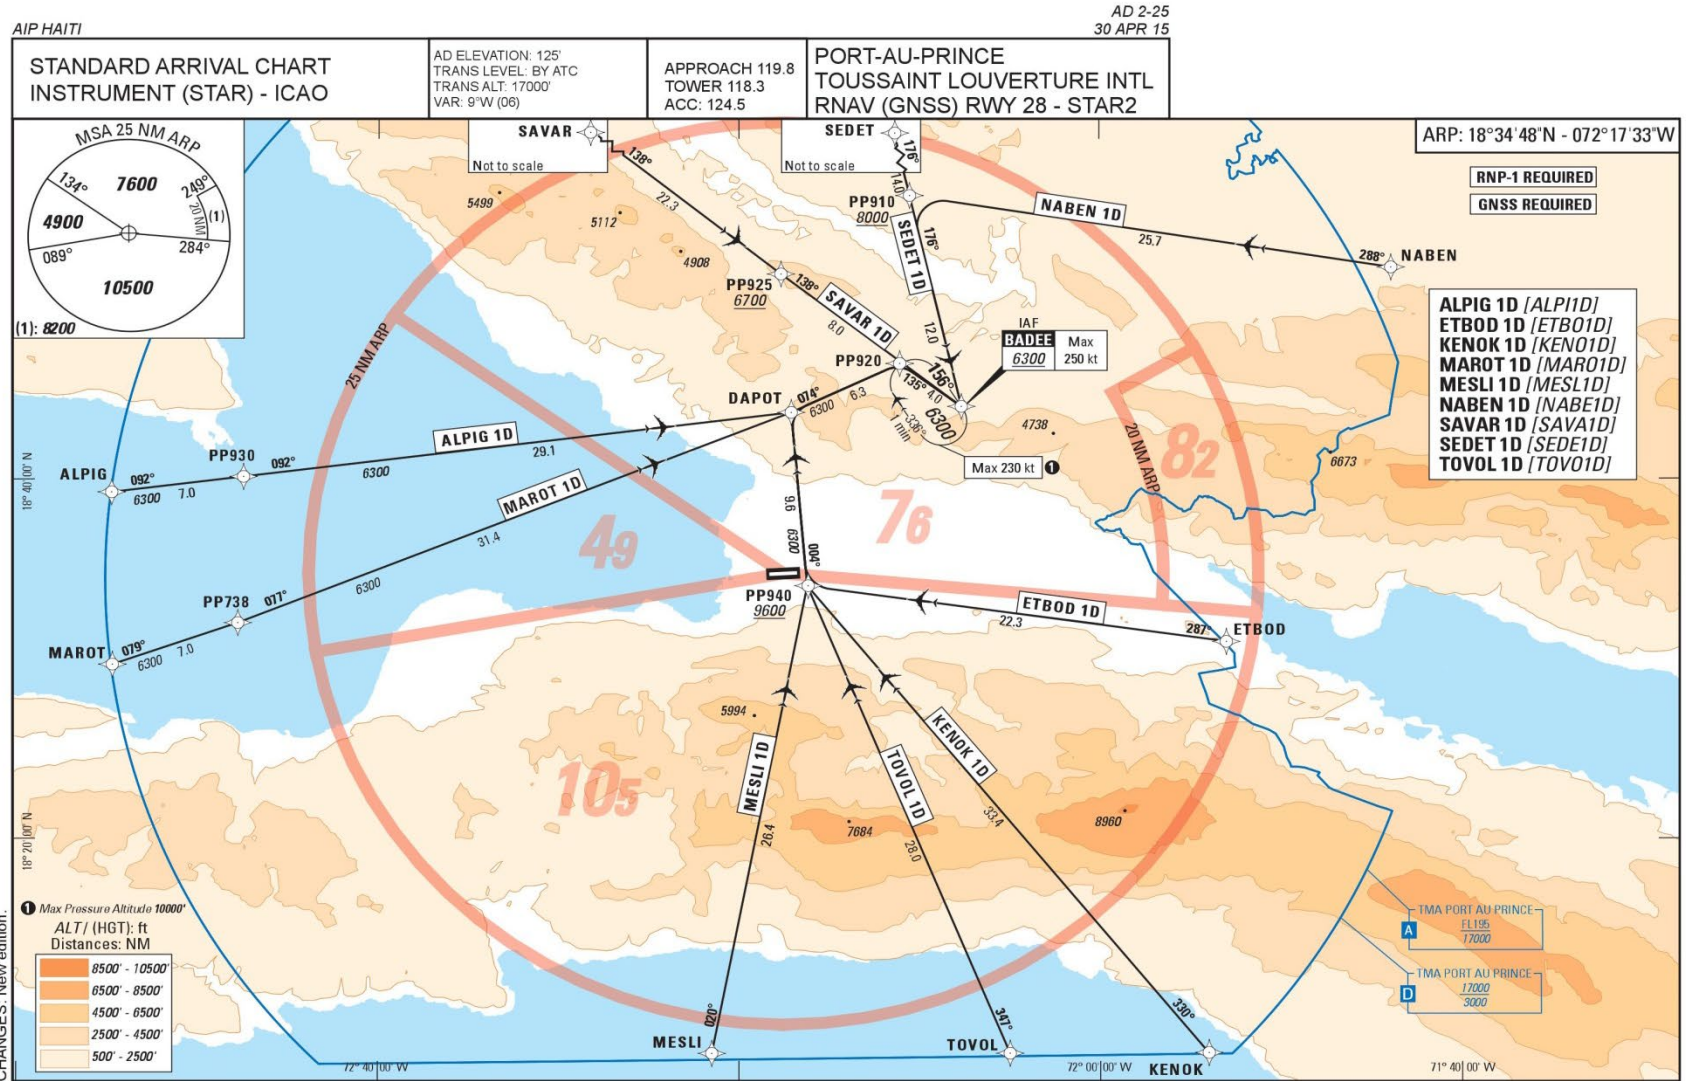 AIP HAITI
AD 2-25
30 APR 15
STANDARD ARRIVAL CHART
INSTRUMENT (STAR) - ICAO
AD ELEVATION: 125'
TRANS LEVEL: BY ATC
TRANS ALT: 17000'
VAR: 9°W (06)
APPROACH 119.8
TOWER 118.3
ACC: 124.5
PORT-AU-PRINCE
TOUSSAINT LOUVERTURE INTL
RNAV (GNSS) RWY 28 - STAR2
MSA 25 NM ARP
134°
7600
249°
20 NM
(1)
4900
089°
284°
10500
(1): 8200
SAVAR
Not to scale
SEDET
Not to scale
ARP: 18°34'48"N - 072°17'33"W
RNP-1 REQUIRED
GNSS REQUIRED
138°
22.3
176°
14.0
PP910
8000
176°
SEDET 1D
12.0
NABEN 1D
25.7
288°
NABEN
5499
5112
4908
PP925
6700
138°
SAVAR 1D
8.0
IAF
BADEE
6300
Max
250 kt
PP920
135°
4.0
156°
6300
336°
1 min
Max 230 kt 1
4738
6673
ALPIG 1D [ALPI1D]
ETBOD 1D [ETBO1D]
KENOK 1D [KENO1D]
MAROT 1D [MARO1D]
MESLI 1D [MESL1D]
NABEN 1D [NABE1D]
SAVAR 1D [SAVA1D]
SEDET 1D [SEDE1D]
TOVOL 1D [TOVO1D]
25 NM ARP
20 NM ARP
DAPOT
074°
6300
6.3
ALPIG
092°
6300
7.0
PP930
092°
6300
ALPIG 1D
29.1
MAROT 1D
31.4
6300
18° 40' 00" N
49
76
82
105
9.6
6300
004°
PP940
9600
PP738
077°
MAROT
079°
6300
7.0
ETBOD 1D
22.3
287°
ETBOD
5994
MESLI 1D
26.4
TOVOL 1D
28.0
KENOK 1D
33.4
7684
8960
18° 20' 00" N
020°
MESLI
347°
TOVOL
330°
KENOK
TMA PORT AU PRINCE
A
FL195
17000
TMA PORT AU PRINCE
D
17000
3000
1 Max Pressure Altitude 10000'
ALT / (HGT): ft
Distances: NM
8500' - 10500'
6500' - 8500'
4500' - 6500'
2500' - 4500'
500' - 2500'
72° 40' 00" W
72° 00' 00" W
71° 40' 00" W
CHANGES: New edition.